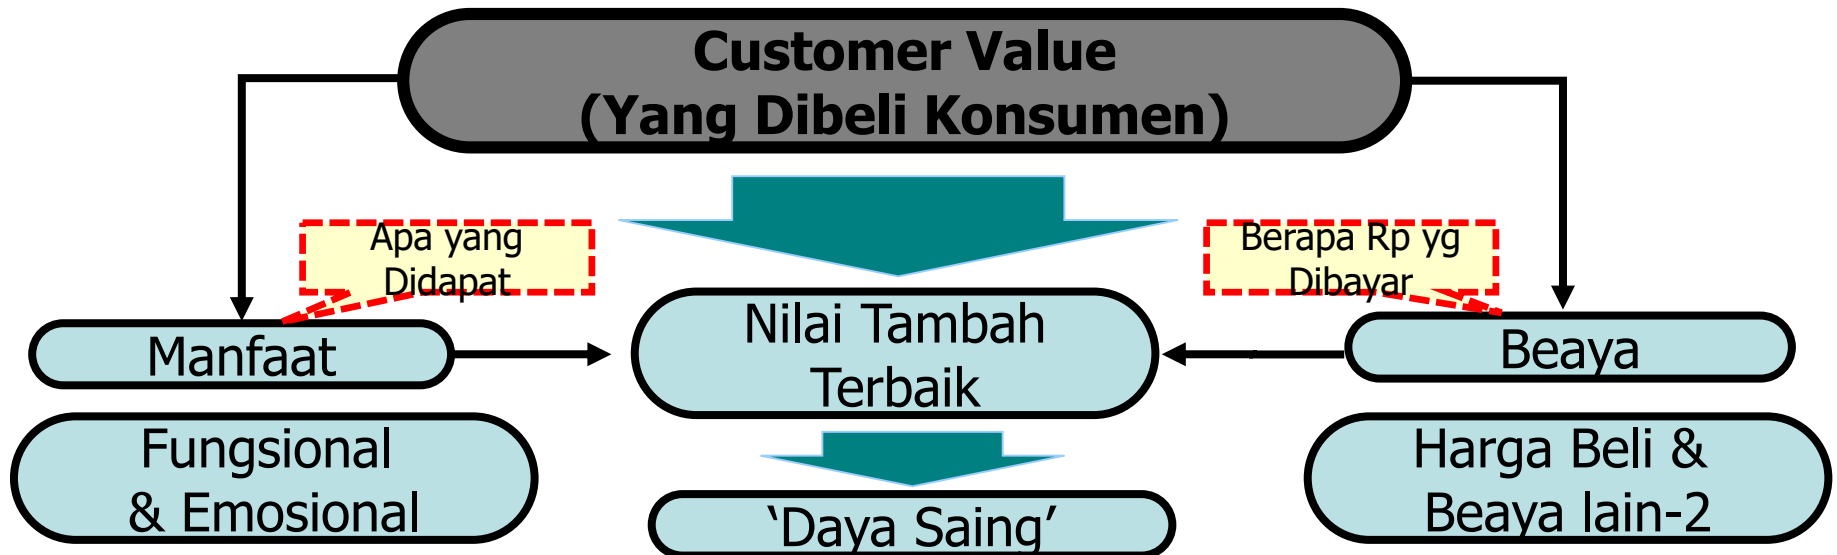 Customer Value
(Yang Dibeli Konsumen)
Apa yang
Didapat
Berapa Rp yg
Dibayar
Manfaat
Nilai Tambah
Terbaik
Beaya
Fungsional
& Emosional
Harga Beli &
Beaya lain-2
‘Daya Saing’